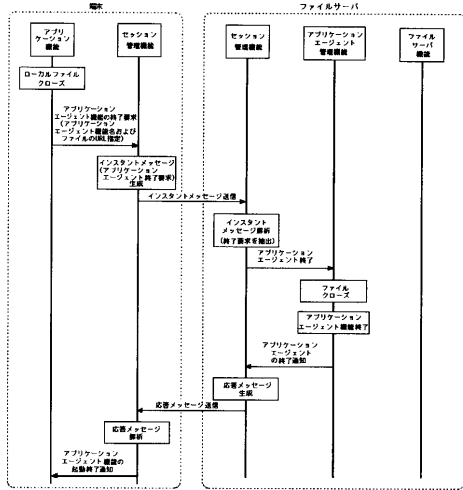 端末
ファイルサーバ
アプリ
ケーション
機能
セッション
管理機能
セッション
管理機能
アプリケーション
エージェント
管理機能
ファイル
サーバ
機能
ローカルファイル
クローズ
アプリケーション
エージェント機能の終了要求
(アプリケーション
エージェント機能名および
ファイルのURL指定)
インスタントメッセージ
(アプリケーション
エージェント終了要求)
生成
インスタントメッセージ送信
インスタント
メッセージ解析
(終了要求を抽出)
アプリケーション
エージェント終了
ファイル
クローズ
アプリケーション
エージェント機能終了
アプリケーション
エージェント
の終了通知
応答メッセージ
生成
応答メッセージ送信
応答メッセージ
解析
アプリケーション
エージェント機能の
起動終了通知